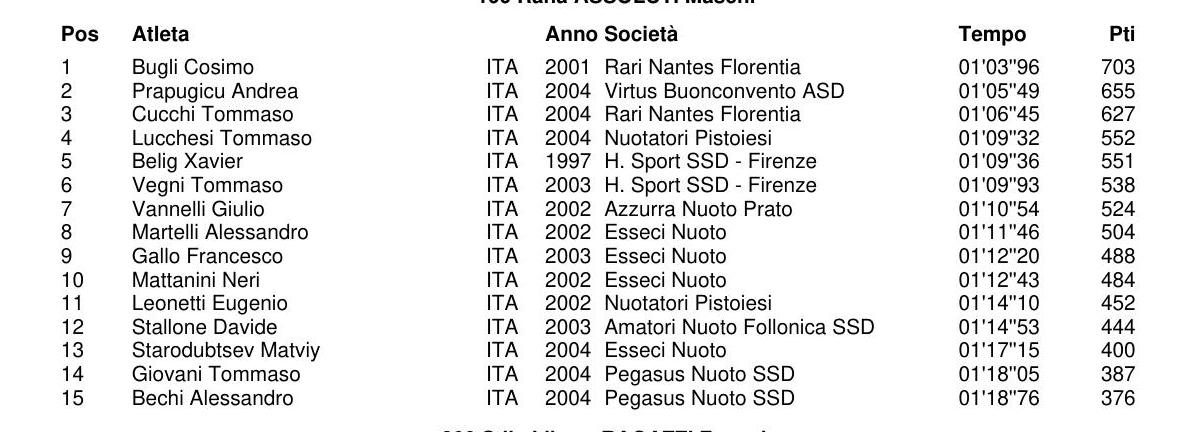 100 Rana ASSOLUTI Maschi
Pos Atleta Anno Società Tempo Pti
1 Bugli Cosimo ITA 2001 Rari Nantes Florentia 01'03"96 703
2 Prapugicu Andrea ITA 2004 Virtus Buonconvento ASD 01'05"49 655
3 Cucchi Tommaso ITA 2004 Rari Nantes Florentia 01'06"45 627
4 Lucchesi Tommaso ITA 2004 Nuotatori Pistoiesi 01'09"32 552
5 Belig Xavier ITA 1997 H. Sport SSD - Firenze 01'09"36 551
6 Vegni Tommaso ITA 2003 H. Sport SSD - Firenze 01'09"93 538
7 Vannelli Giulio ITA 2002 Azzurra Nuoto Prato 01'10"54 524
8 Martelli Alessandro ITA 2002 Esseci Nuoto 01'11"46 504
9 Gallo Francesco ITA 2003 Esseci Nuoto 01'12"20 488
10 Mattanini Neri ITA 2002 Esseci Nuoto 01'12"43 484
11 Leonetti Eugenio ITA 2002 Nuotatori Pistoiesi 01'14"10 452
12 Stallone Davide ITA 2003 Amatori Nuoto Follonica SSD 01'14"53 444
13 Starodubtsev Matviy ITA 2004 Esseci Nuoto 01'17"15 400
14 Giovani Tommaso ITA 2004 Pegasus Nuoto SSD 01'18"05 387
15 Bechi Alessandro ITA 2004 Pegasus Nuoto SSD 01'18"76 376